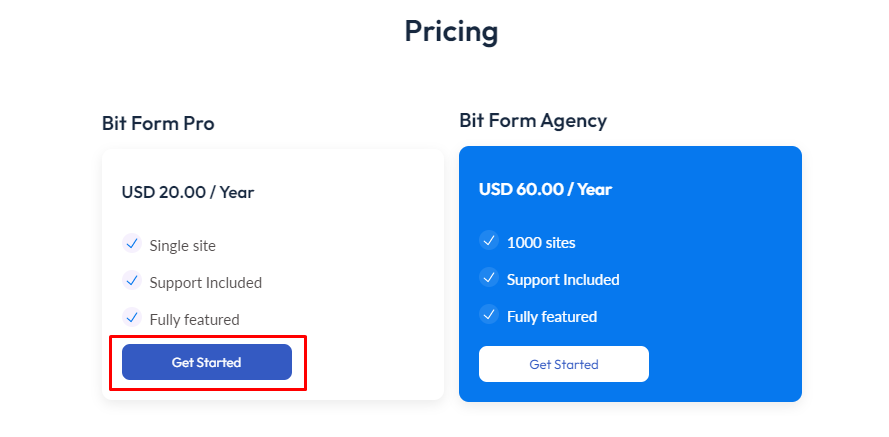 Pricing
Bit Form Pro
USD 20.00 / Year
Single site
Support Included
Fully featured
Get Started
Bit Form Agency
USD 60.00 / Year
1000 sites
Support Included
Fully featured
Get Started